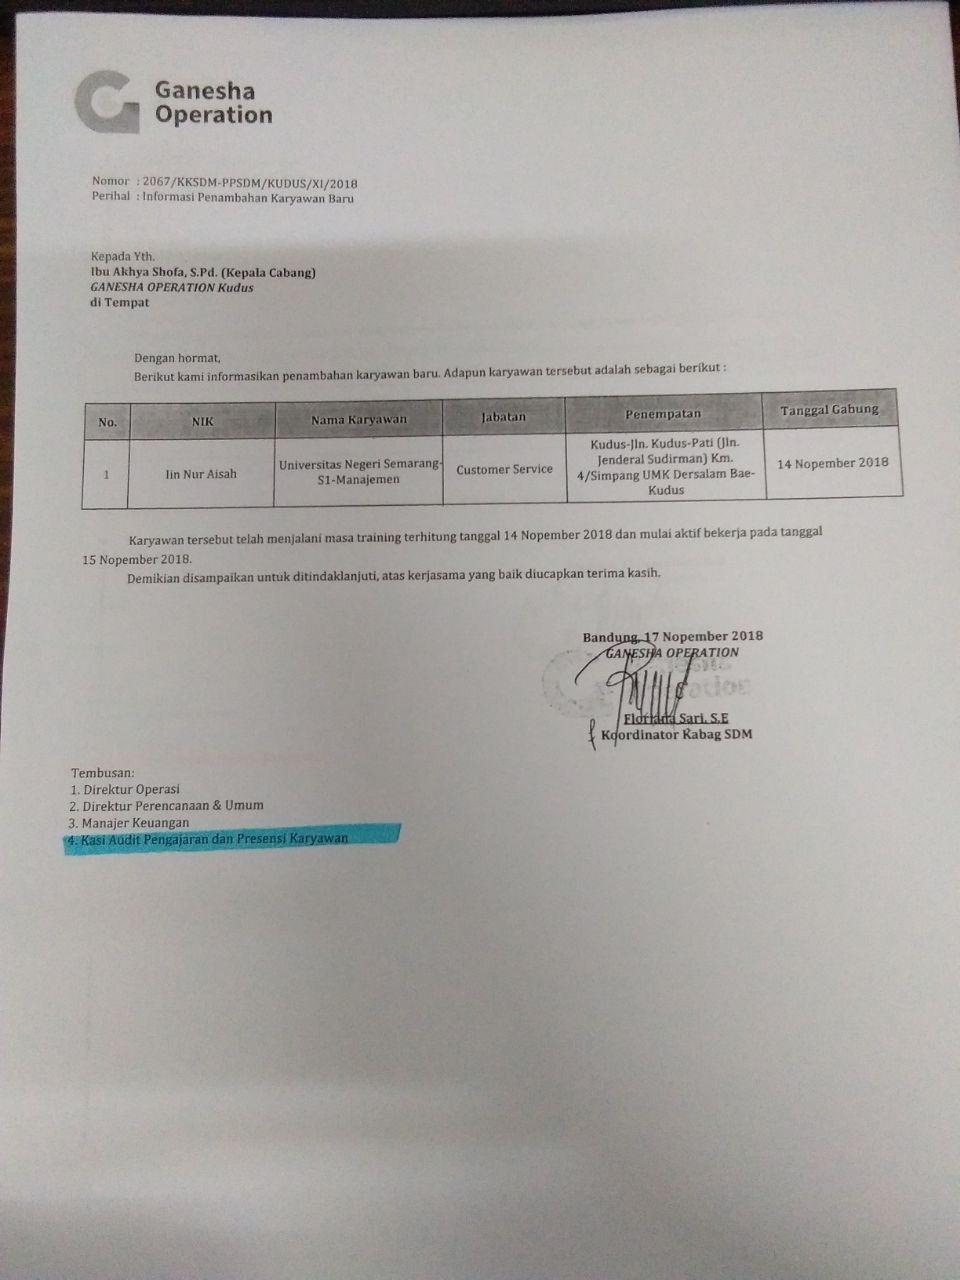 Ganesha
Operation
Nomor : 2067/KKSDM-PPSDM/KUDUS/XI/2018
Perihal : Informasi Penambahan Karyawan Baru
Kepada Yth.
Ibu Akhya Shofa, S.Pd. (Kepala Cabang)
GANESHA OPERATION Kudus
di Tempat
Dengan hormat,
Berikut kami informasikan penambahan karyawan baru. Adapun karyawan tersebut adalah sebagai berikut :
No. NIK Nama Karyawan Jabatan Penempatan Tanggal Gabung
1 Iin Nur Aisah Universitas Negeri Semarang-
S1-Manajemen Customer Service Kudus-Jln. Kudus-Pati (Jln.
Jenderal Sudirman) Km.
4/Simpang UMK Dersalam Bae-
Kudus 14 Nopember 2018
Karyawan tersebut telah menjalani masa training terhitung tanggal 14 Nopember 2018 dan mulai aktif bekerja pada tanggal
15 Nopember 2018.
Demikian disampaikan untuk ditindaklanjuti, atas kerjasama yang baik diucapkan terima kasih.
Bandung, 17 Nopember 2018
GANESHA OPERATION
Floriana Sari, S.E
Koordinator Kabag SDM
Tembusan:
1. Direktur Operasi
2. Direktur Perencanaan & Umum
3. Manajer Keuangan
4. Kasi Audit Pengajaran dan Presensi Karyawan